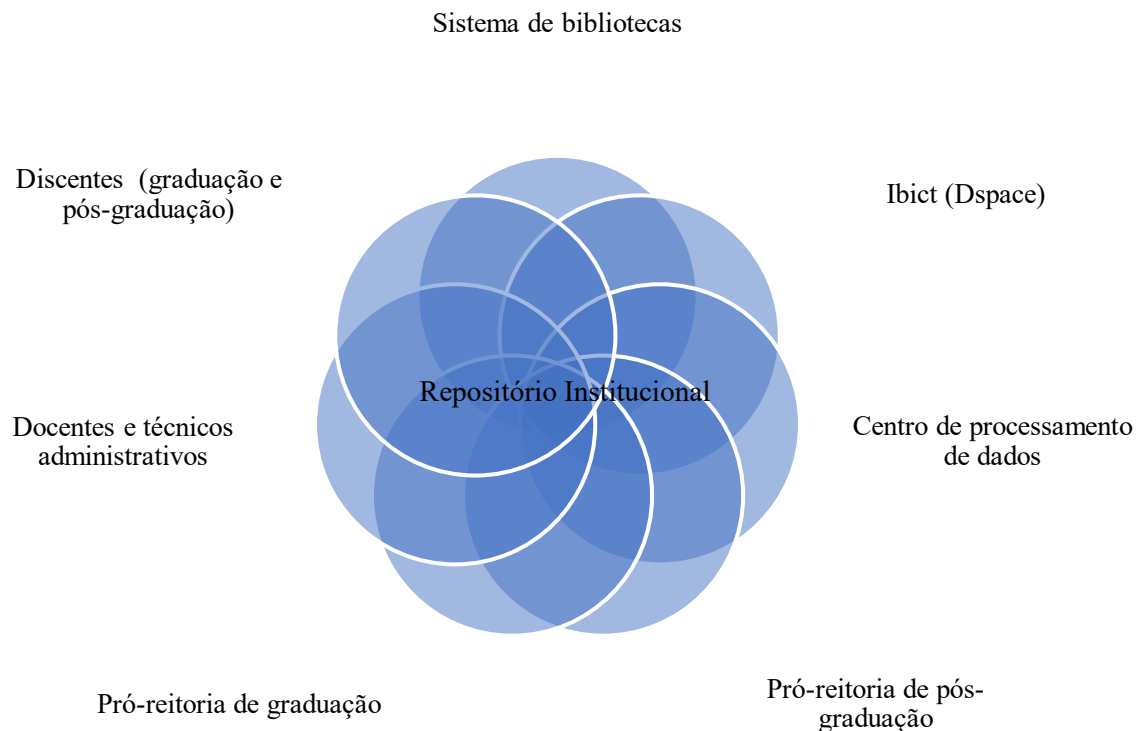 Sistema de bibliotecas
Discentes (graduação e
pós-graduação)
Ibict (Dspace)
Repositório Institucional
Docentes e técnicos
administrativos
Centro de processamento
de dados
Pró-reitoria de graduação
Pró-reitoria de pós-
graduação